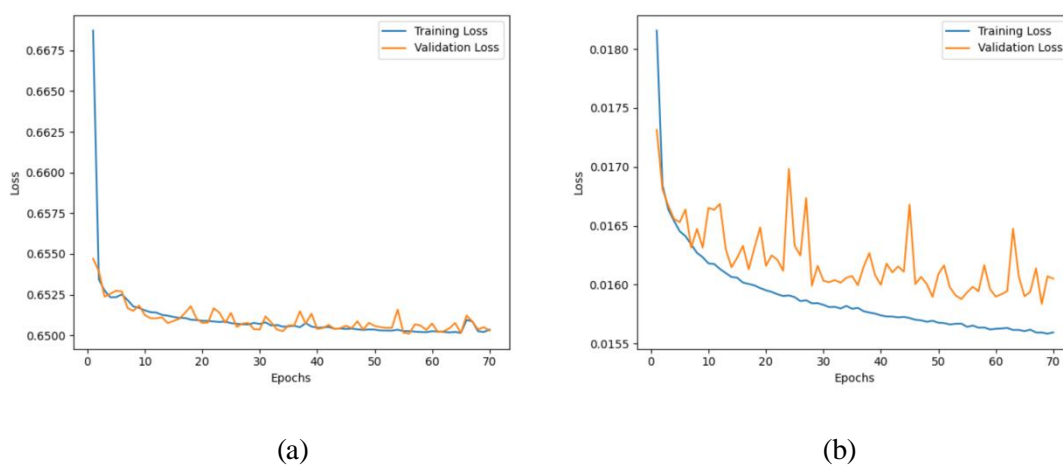 0.6675
0.6650
0.6625
0.6600
0.6575
0.6550
0.6525
0.6500
Loss
0 10 20 30 40 50 60 70
Epochs
Training Loss
Validation Loss
(a)
0.0180
0.0175
0.0170
0.0165
0.0160
0.0155
Loss
0 10 20 30 40 50 60 70
Epochs
Training Loss
Validation Loss
(b)